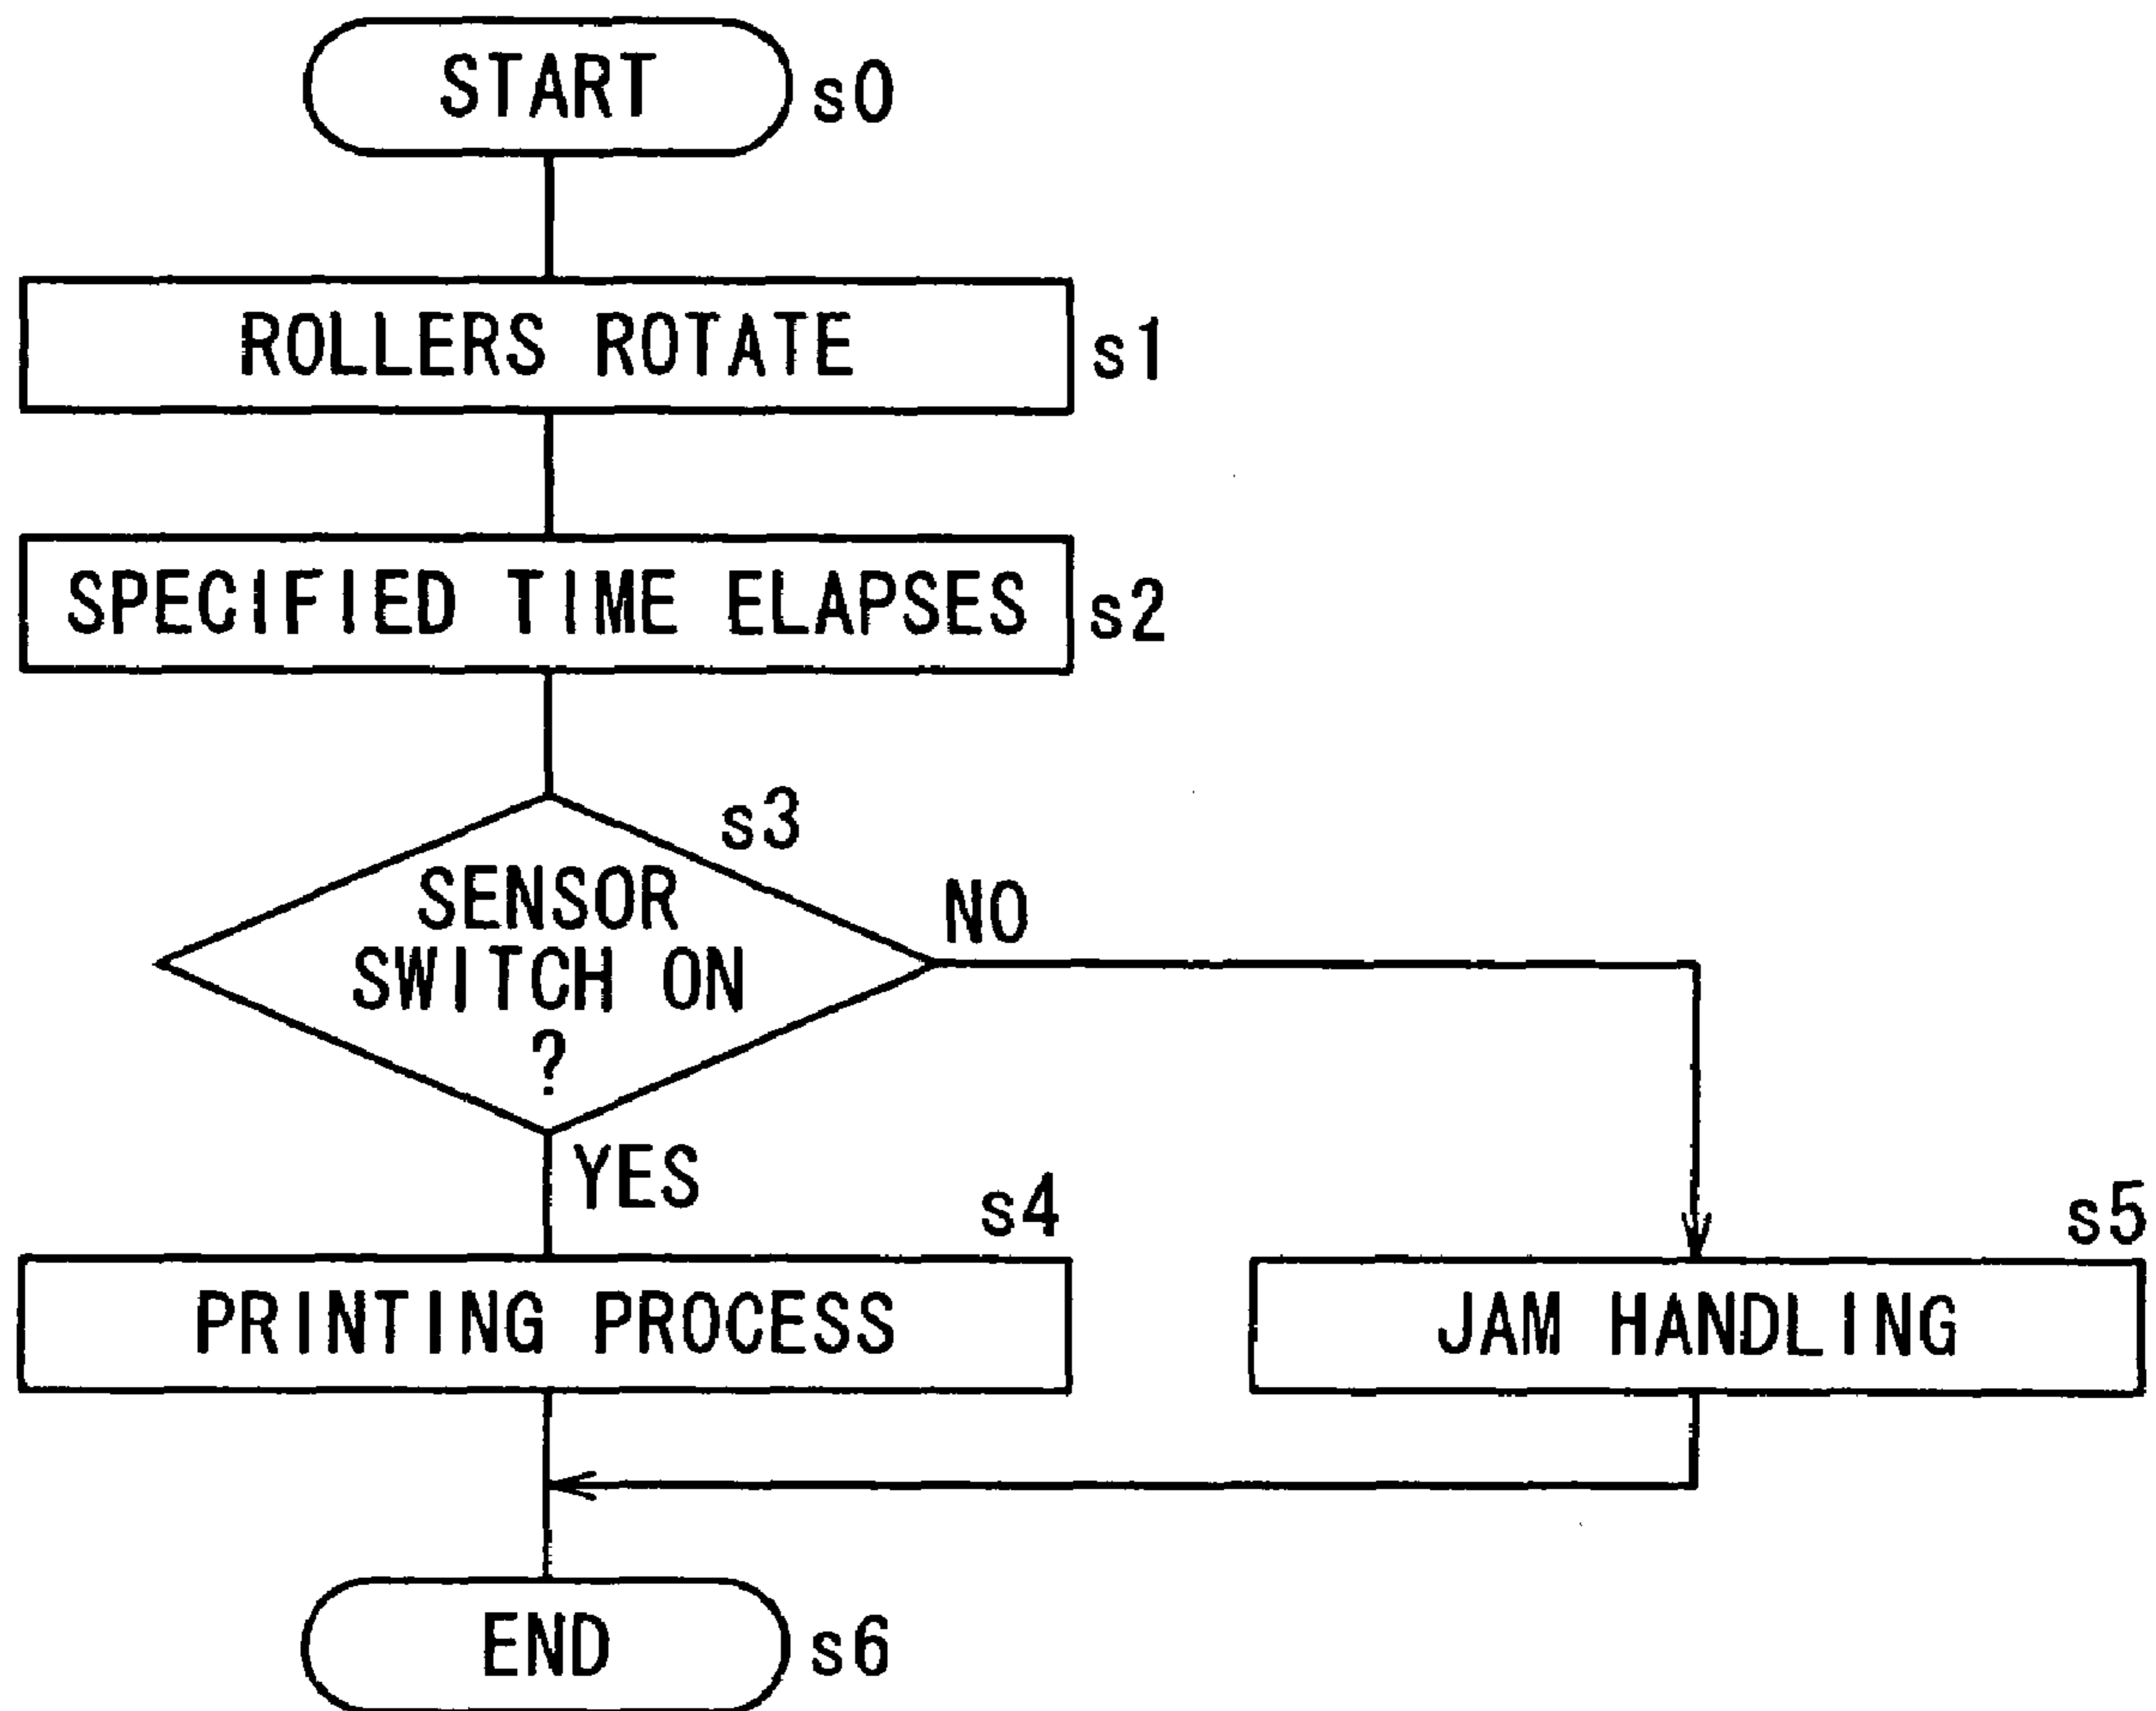 START s0
ROLLERS ROTATE s1
SPECIFIED TIME ELAPSES s2
s3
SENSOR
SWITCH ON
?
NO
YES
s4
PRINTING PROCESS
s5
JAM HANDLING
END s6